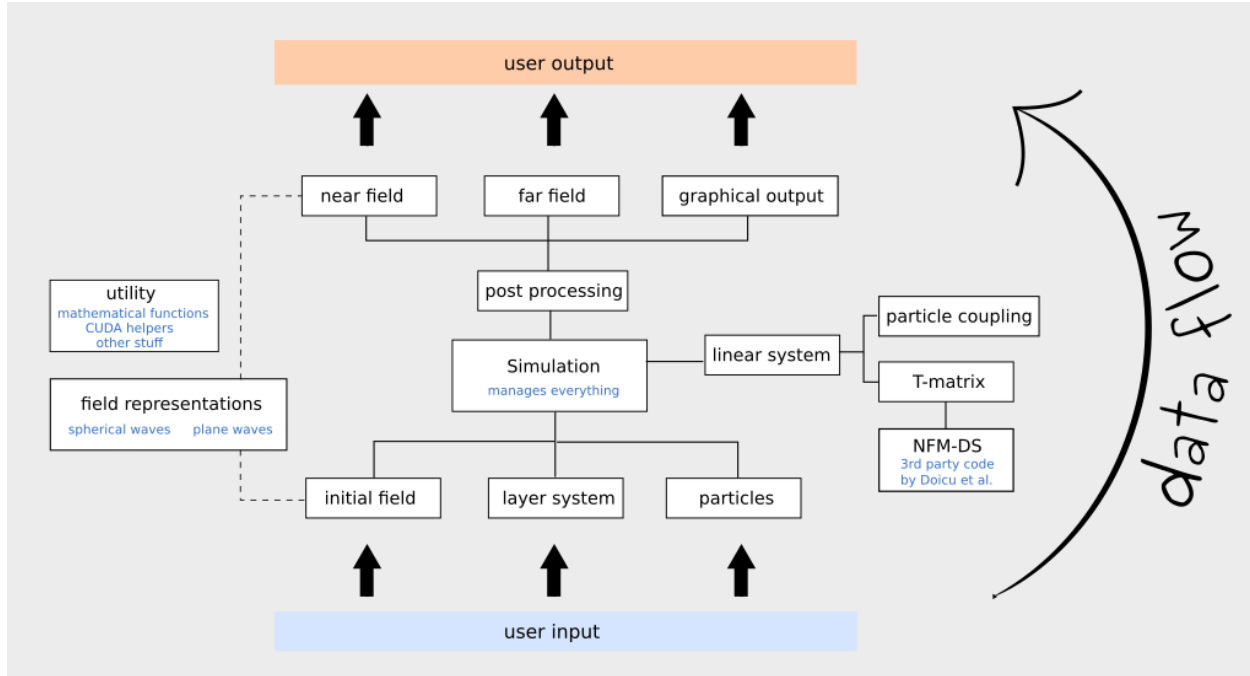 user output
near field
far field
graphical output
utility
mathematical functions
CUDA helpers
other stuff
post processing
particle coupling
linear system
Simulation
manages everything
T-matrix
field representations
spherical waves plane waves
NFM-DS
3rd party code
by Doicu et al.
initial field
layer system
particles
user input
data flow